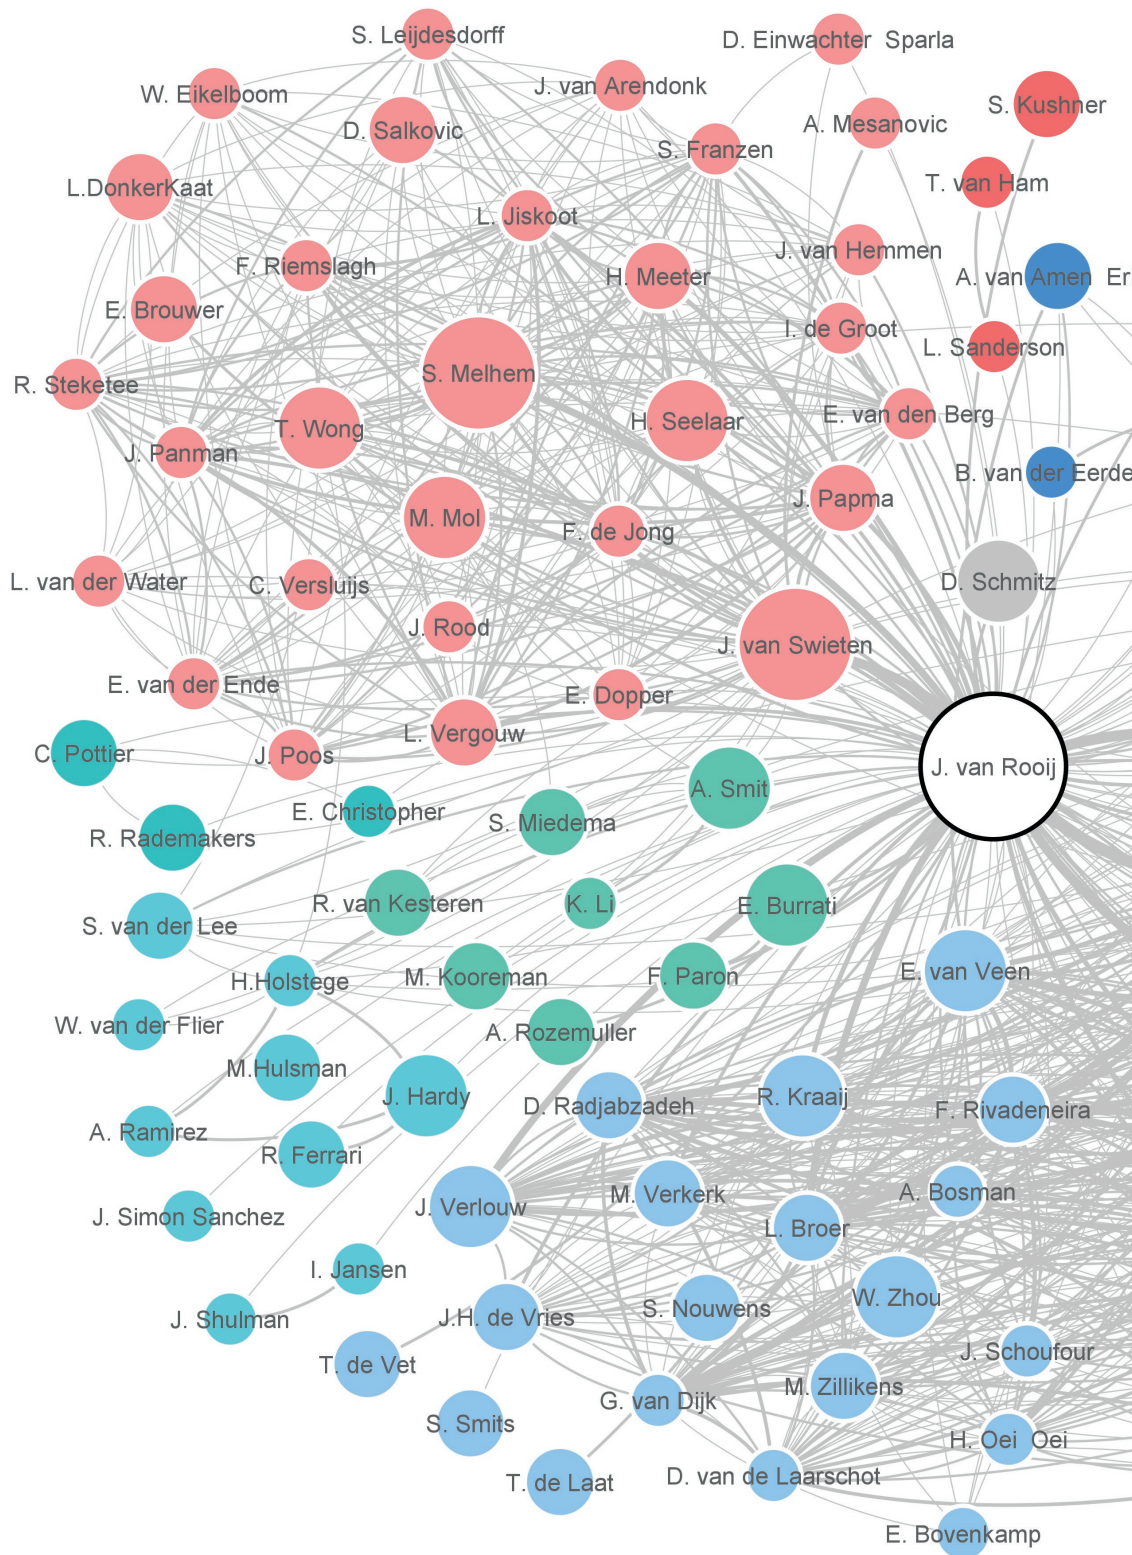 S. Leijdesdorff
D. Einwachter  Sparla
J. van Arendonk
W. Eikelboom
S. Kushner
D. Salkovic
A. Mesanovic
S. Franzen
T. van Ham
L.DonkerKaat
L. Jiskoot
J. van Hemmen
F. Riemslagh
H. Meeter
A. van Amen  Er
E. Brouwer
I. de Groot
L. Sanderson
S. Melhem
R. Steketee
E. van den Berg
H. Seelaar
T. Wong
J. Panman
B. van der Eerde
J. Papma
M. Mol
F. de Jong
L. van der Water
C. Versluijs
D. Schmitz
J. Rood
J. van Swieten
E. van der Ende
E. Dopper
L. Vergouw
C. Pottier
J. Poos
J. van Rooij
A. Smit
E. Christopher
S. Miedema
R. Rademakers
R. van Kesteren
K. Li
E. Burrati
S. van der Lee
E. van Veen
H.Holstege
M. Kooreman
F. Paron
W. van der Flier
A. Rozemuller
M.Hulsman
J. Hardy
R. Kraaij
D. Radjabzadeh
F. Rivadeneira
A. Ramirez
R. Ferrari
M. Verkerk
A. Bosman
J. Verlouw
J. Simon Sanchez
L. Broer
I. Jansen
W. Zhou
S. Nouwens
J. Shulman
J.H. de Vries
J. Schoufour
T. de Vet
M. Zillikens
G. van Dijk
S. Smits
H. Oei  Oei
D. van de Laarschot
T. de Laat
E. Bovenkamp